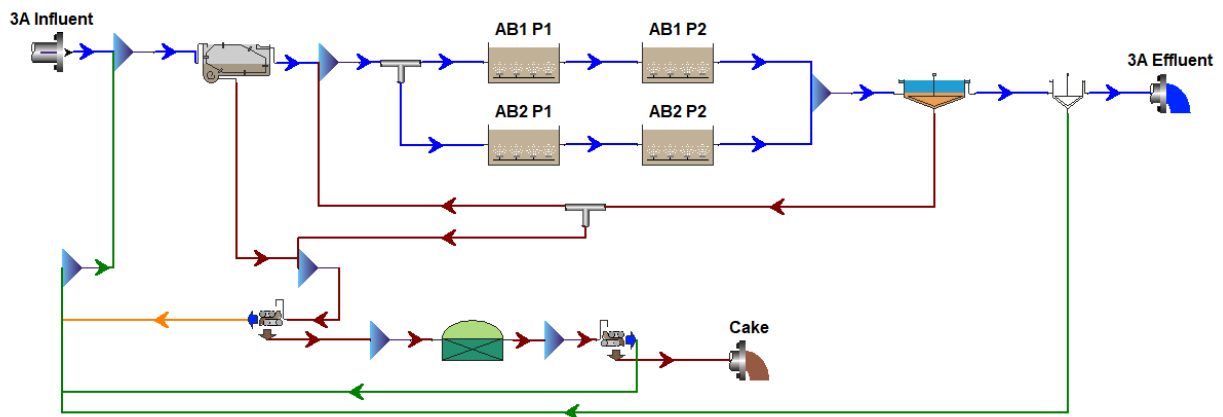 3A Influent
AB1 P1
AB1 P2
3A Effluent
AB2 P1
AB2 P2
Cake